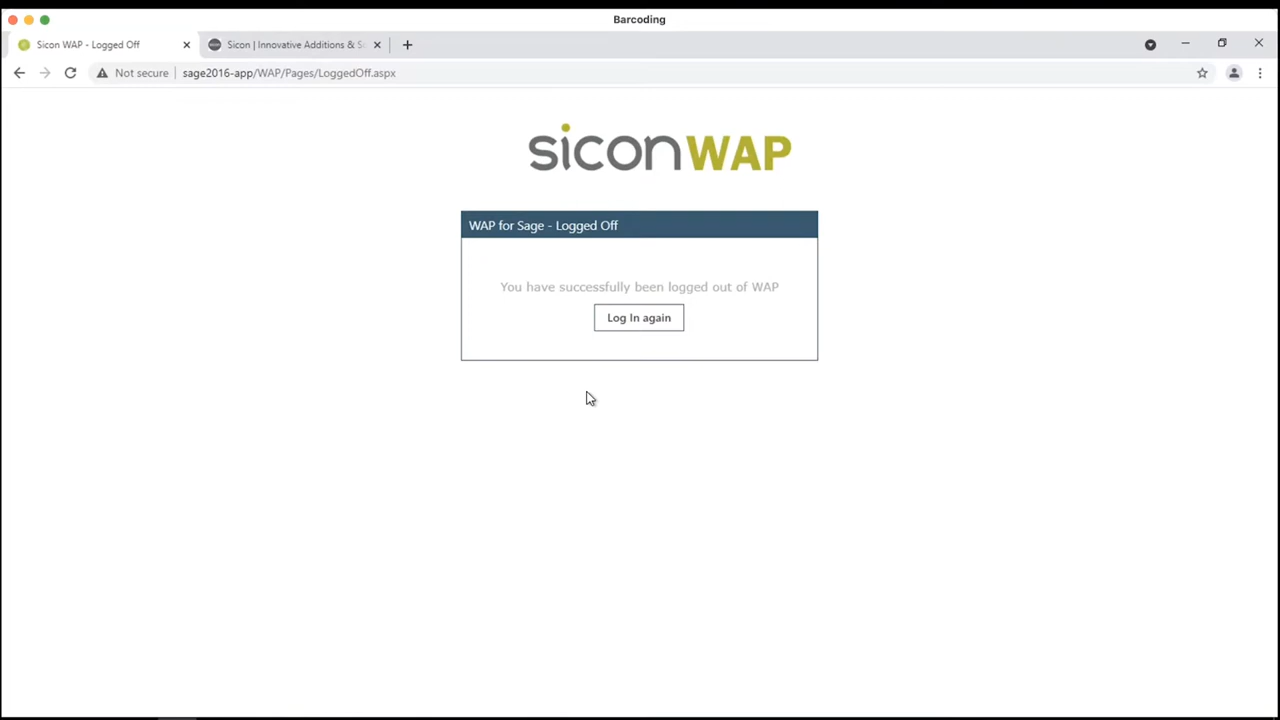 Barcoding
Sicon WAP - Logged Off
Sicon | Innovative Additions & S
Not secure
sage2016-app/WAP/Pages/LoggedOff.aspx
siconWAP
WAP for Sage - Logged Off
You have successfully been logged out of WAP
Log In again